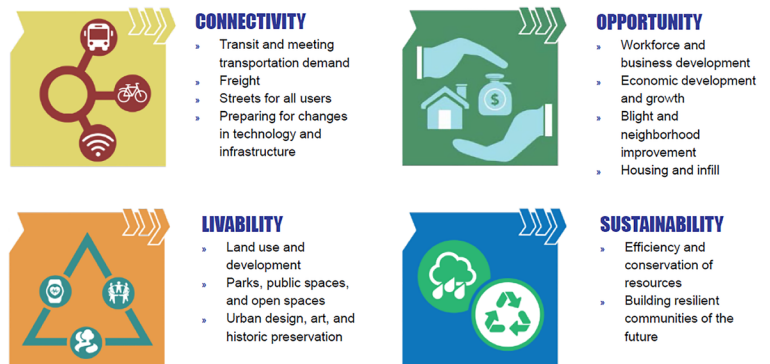 CONNECTIVITY
» Transit and meeting
transportation demand
» Freight
» Streets for all users
» Preparing for changes
in technology and
infrastructure
OPPORTUNITY
» Workforce and
business development
» Economic development
and growth
» Blight and
neighborhood
improvement
» Housing and infill
$
LIVABILITY
» Land use and
development
» Parks, public spaces,
and open spaces
» Urban design, art, and
historic preservation
SUSTAINABILITY
» Efficiency and
conservation of
resources
» Building resilient
communities of the
future